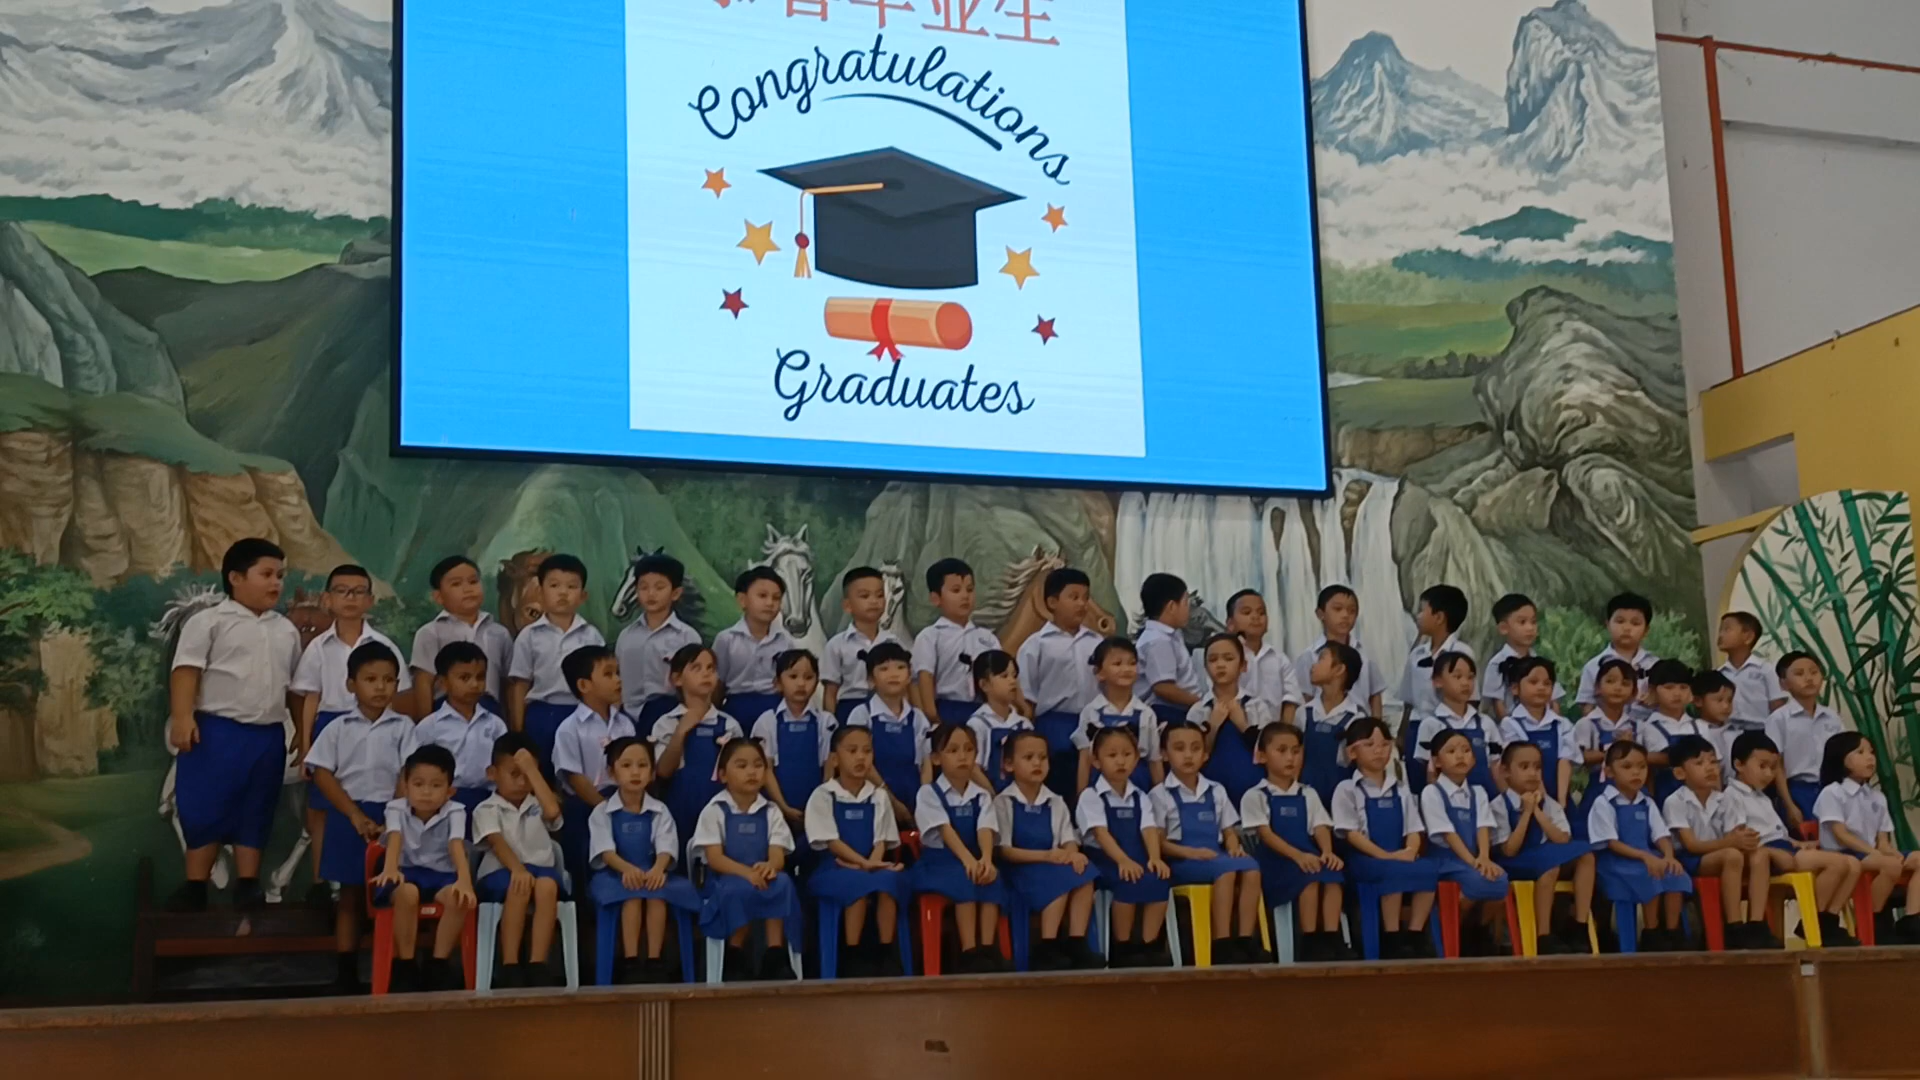 毕业生
Congratulations
Graduates